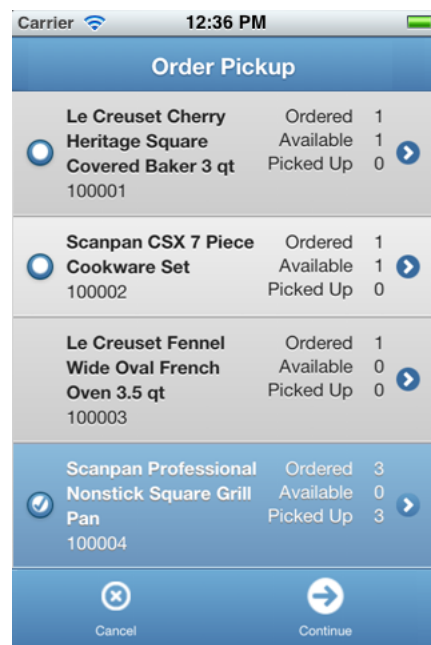 Carrier 12:36 PM
Order Pickup
Le Creuset Cherry Ordered 1
Heritage Square Available 1
Covered Baker 3 qt Picked Up 0
100001
Scanpan CSX 7 Piece Ordered 1
Cookware Set Available 1
100002 Picked Up 0
Le Creuset Fennel Ordered 1
Wide Oval French Available 0
Oven 3.5 qt Picked Up 0
100003
Scanpan Professional Ordered 3
Nonstick Square Grill Available 0
Pan Picked Up 3
100004
Cancel Continue